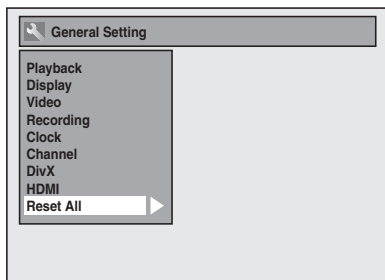 General Setting
Playback
Display
Video
Recording
Clock
Channel
DivX
HDMI
Reset All